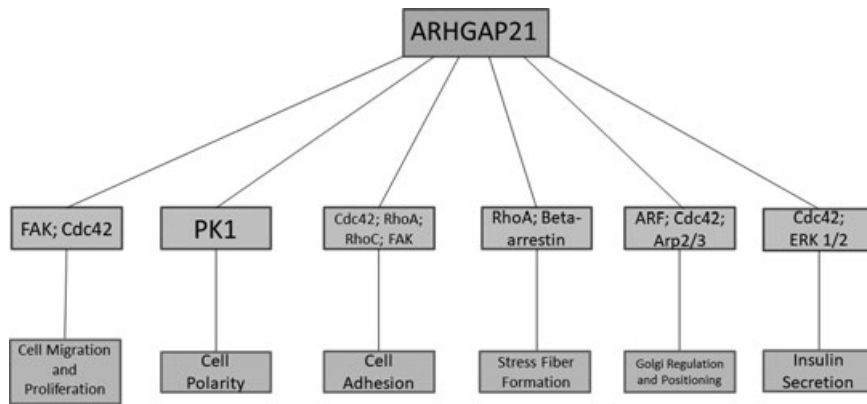 ARHGAP21
FAK; Cdc42
PK1
Cdc42; RhoA;
RhoC; FAK
RhoA; Beta-
arrestin
ARF; Cdc42;
Arp2/3
Cdc42;
ERK 1/2
Cell Migration
and
Proliferation
Cell
Polarity
Cell
Adhesion
Stress Fiber
Formation
Golgi Regulation
and Positioning
Insulin
Secretion